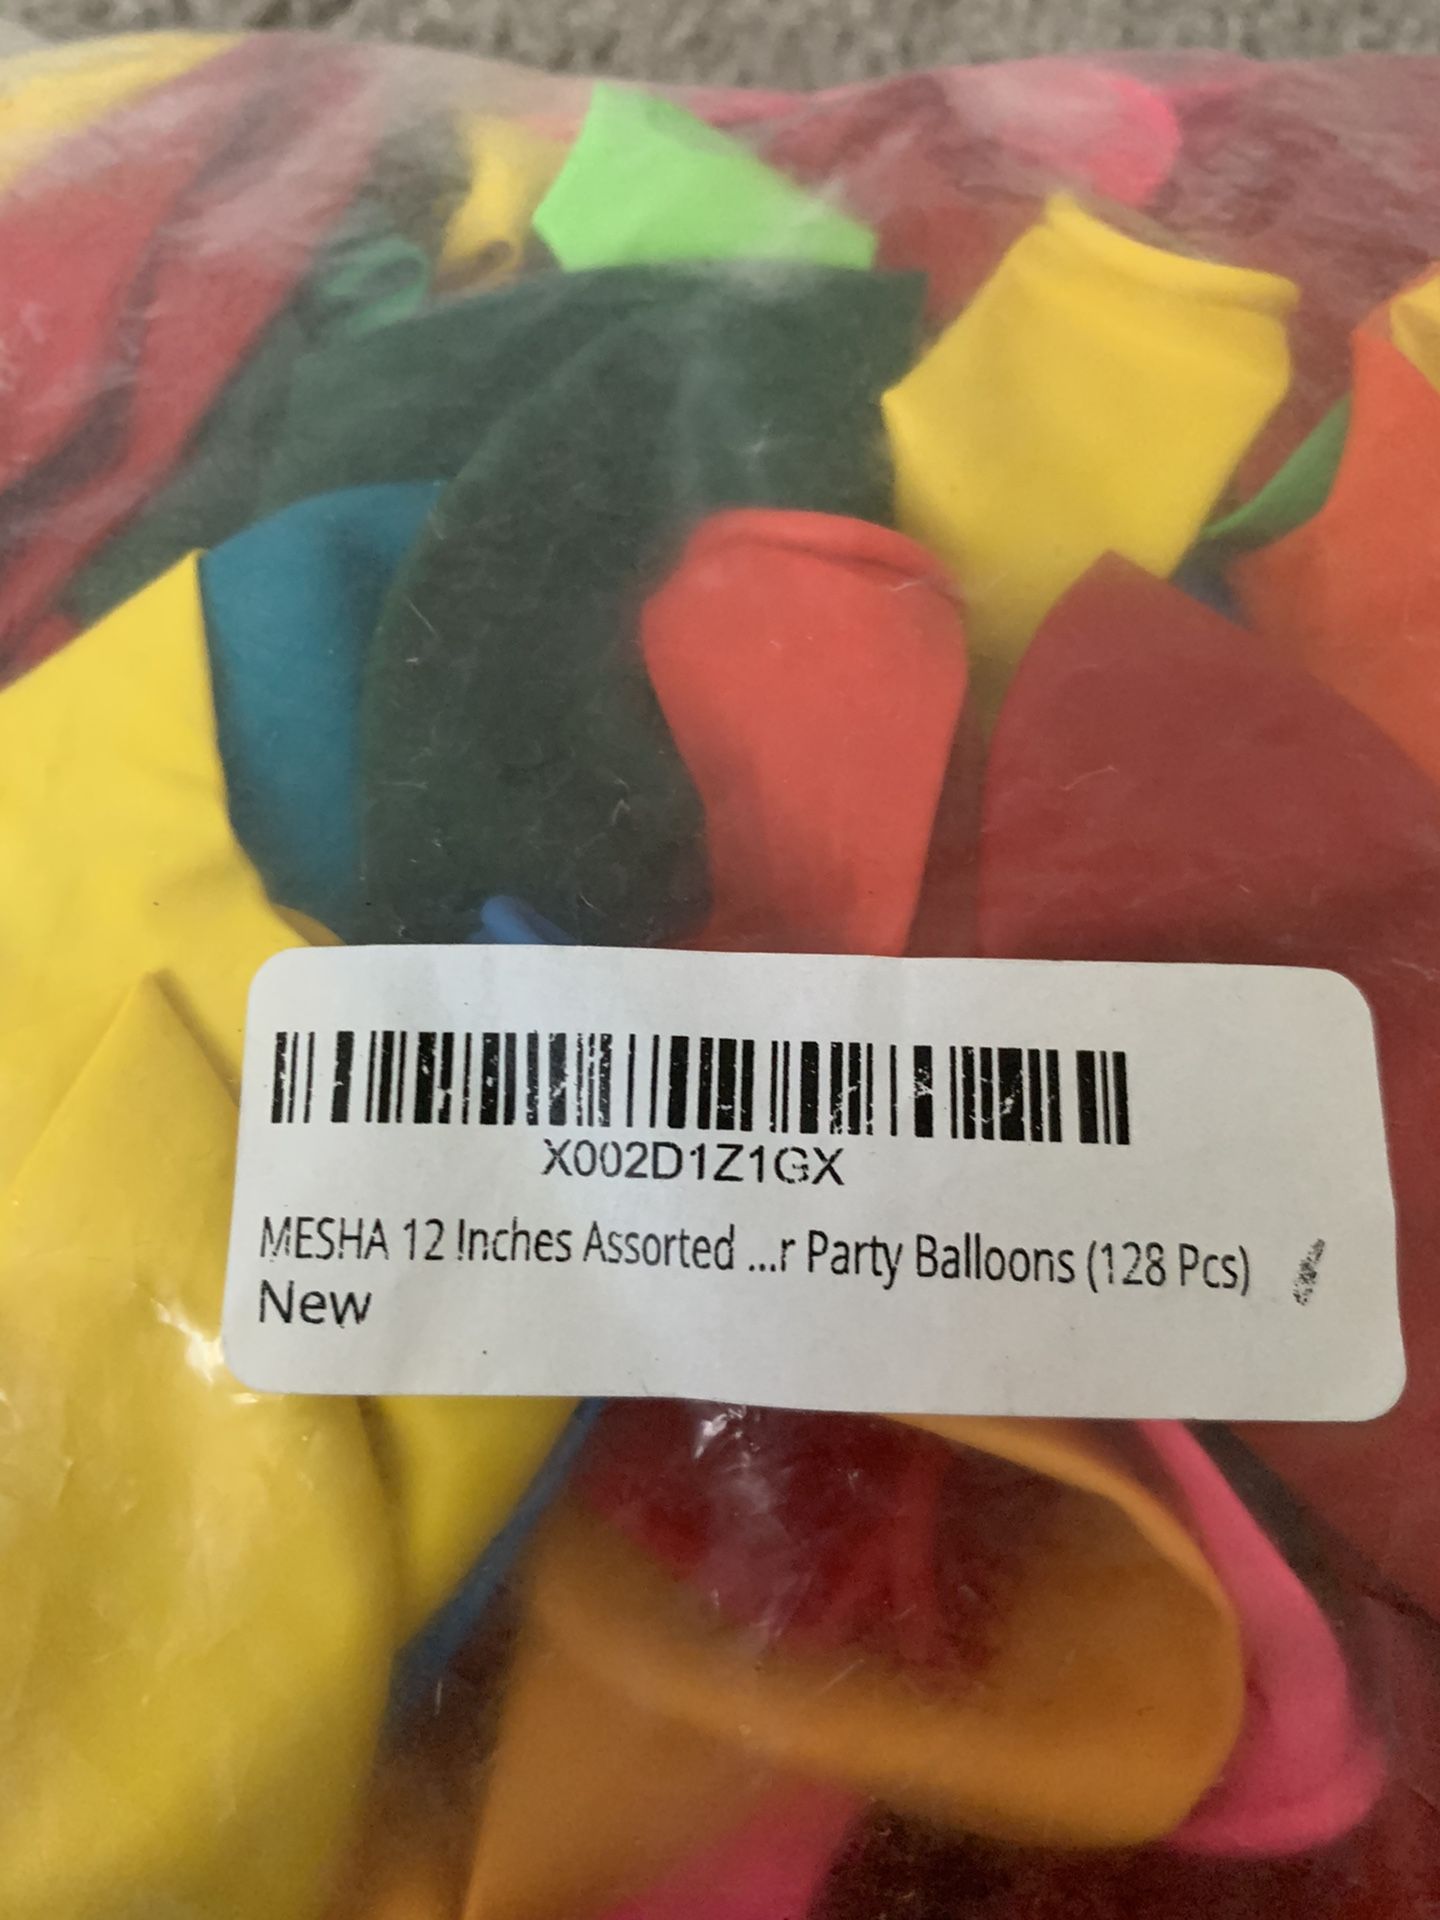 X002D1Z1GX
MESHA 12 Inches Assorted ...r Party Balloons (128 Pcs)
New